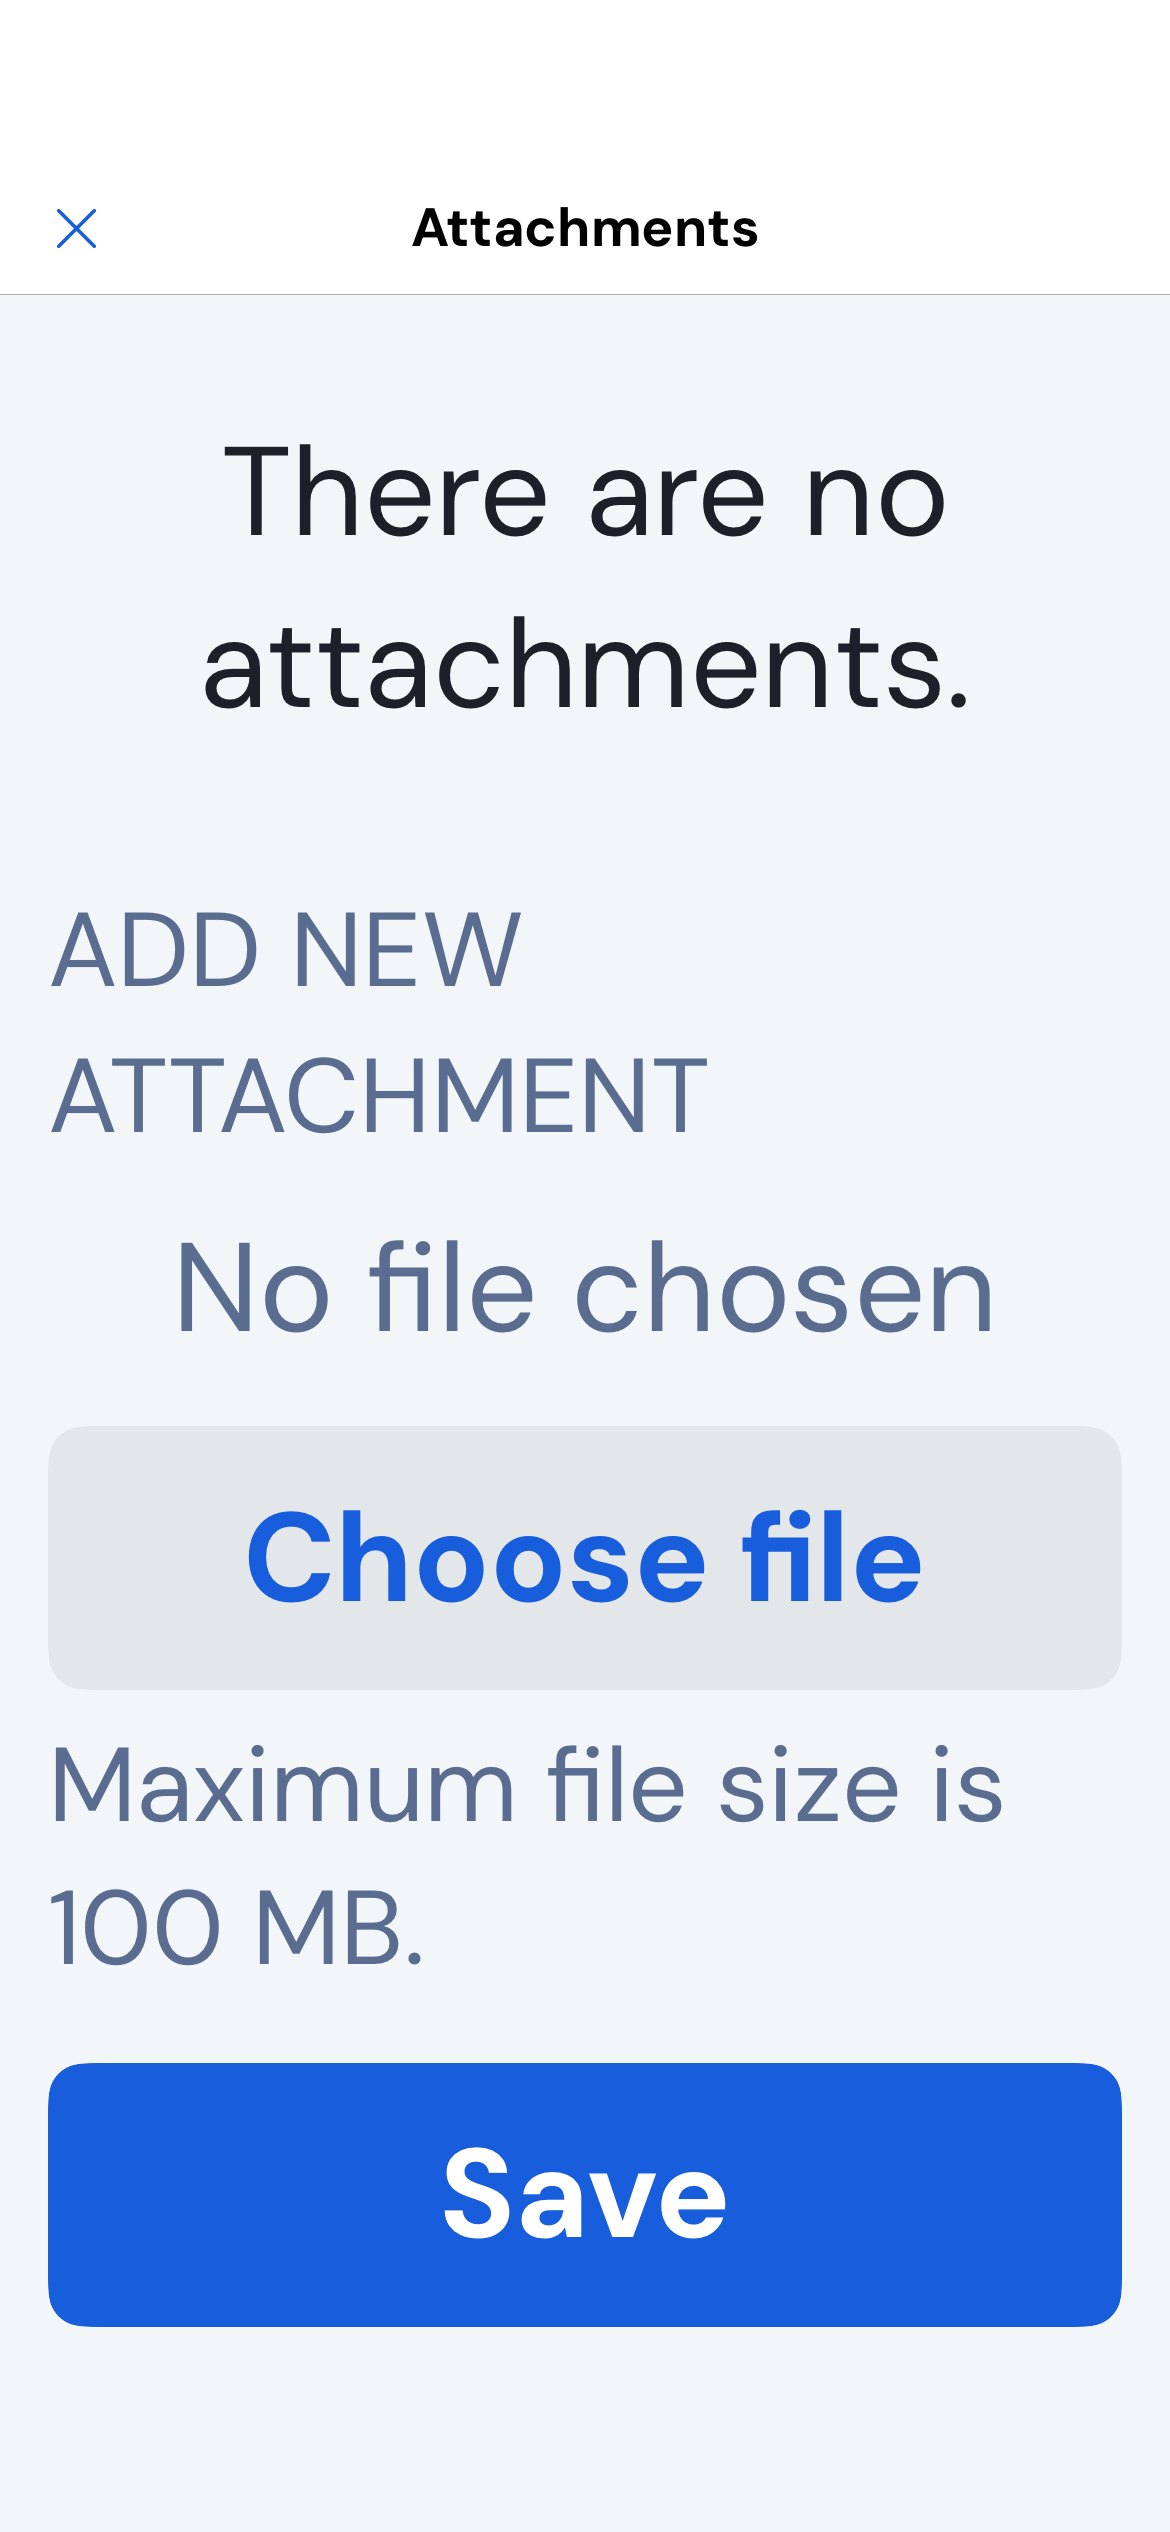 Attachments
There are no
attachments.
ADD NEW
ATTACHMENT
No file chosen
Choose file
Maximum file size is
100 MB.
Save